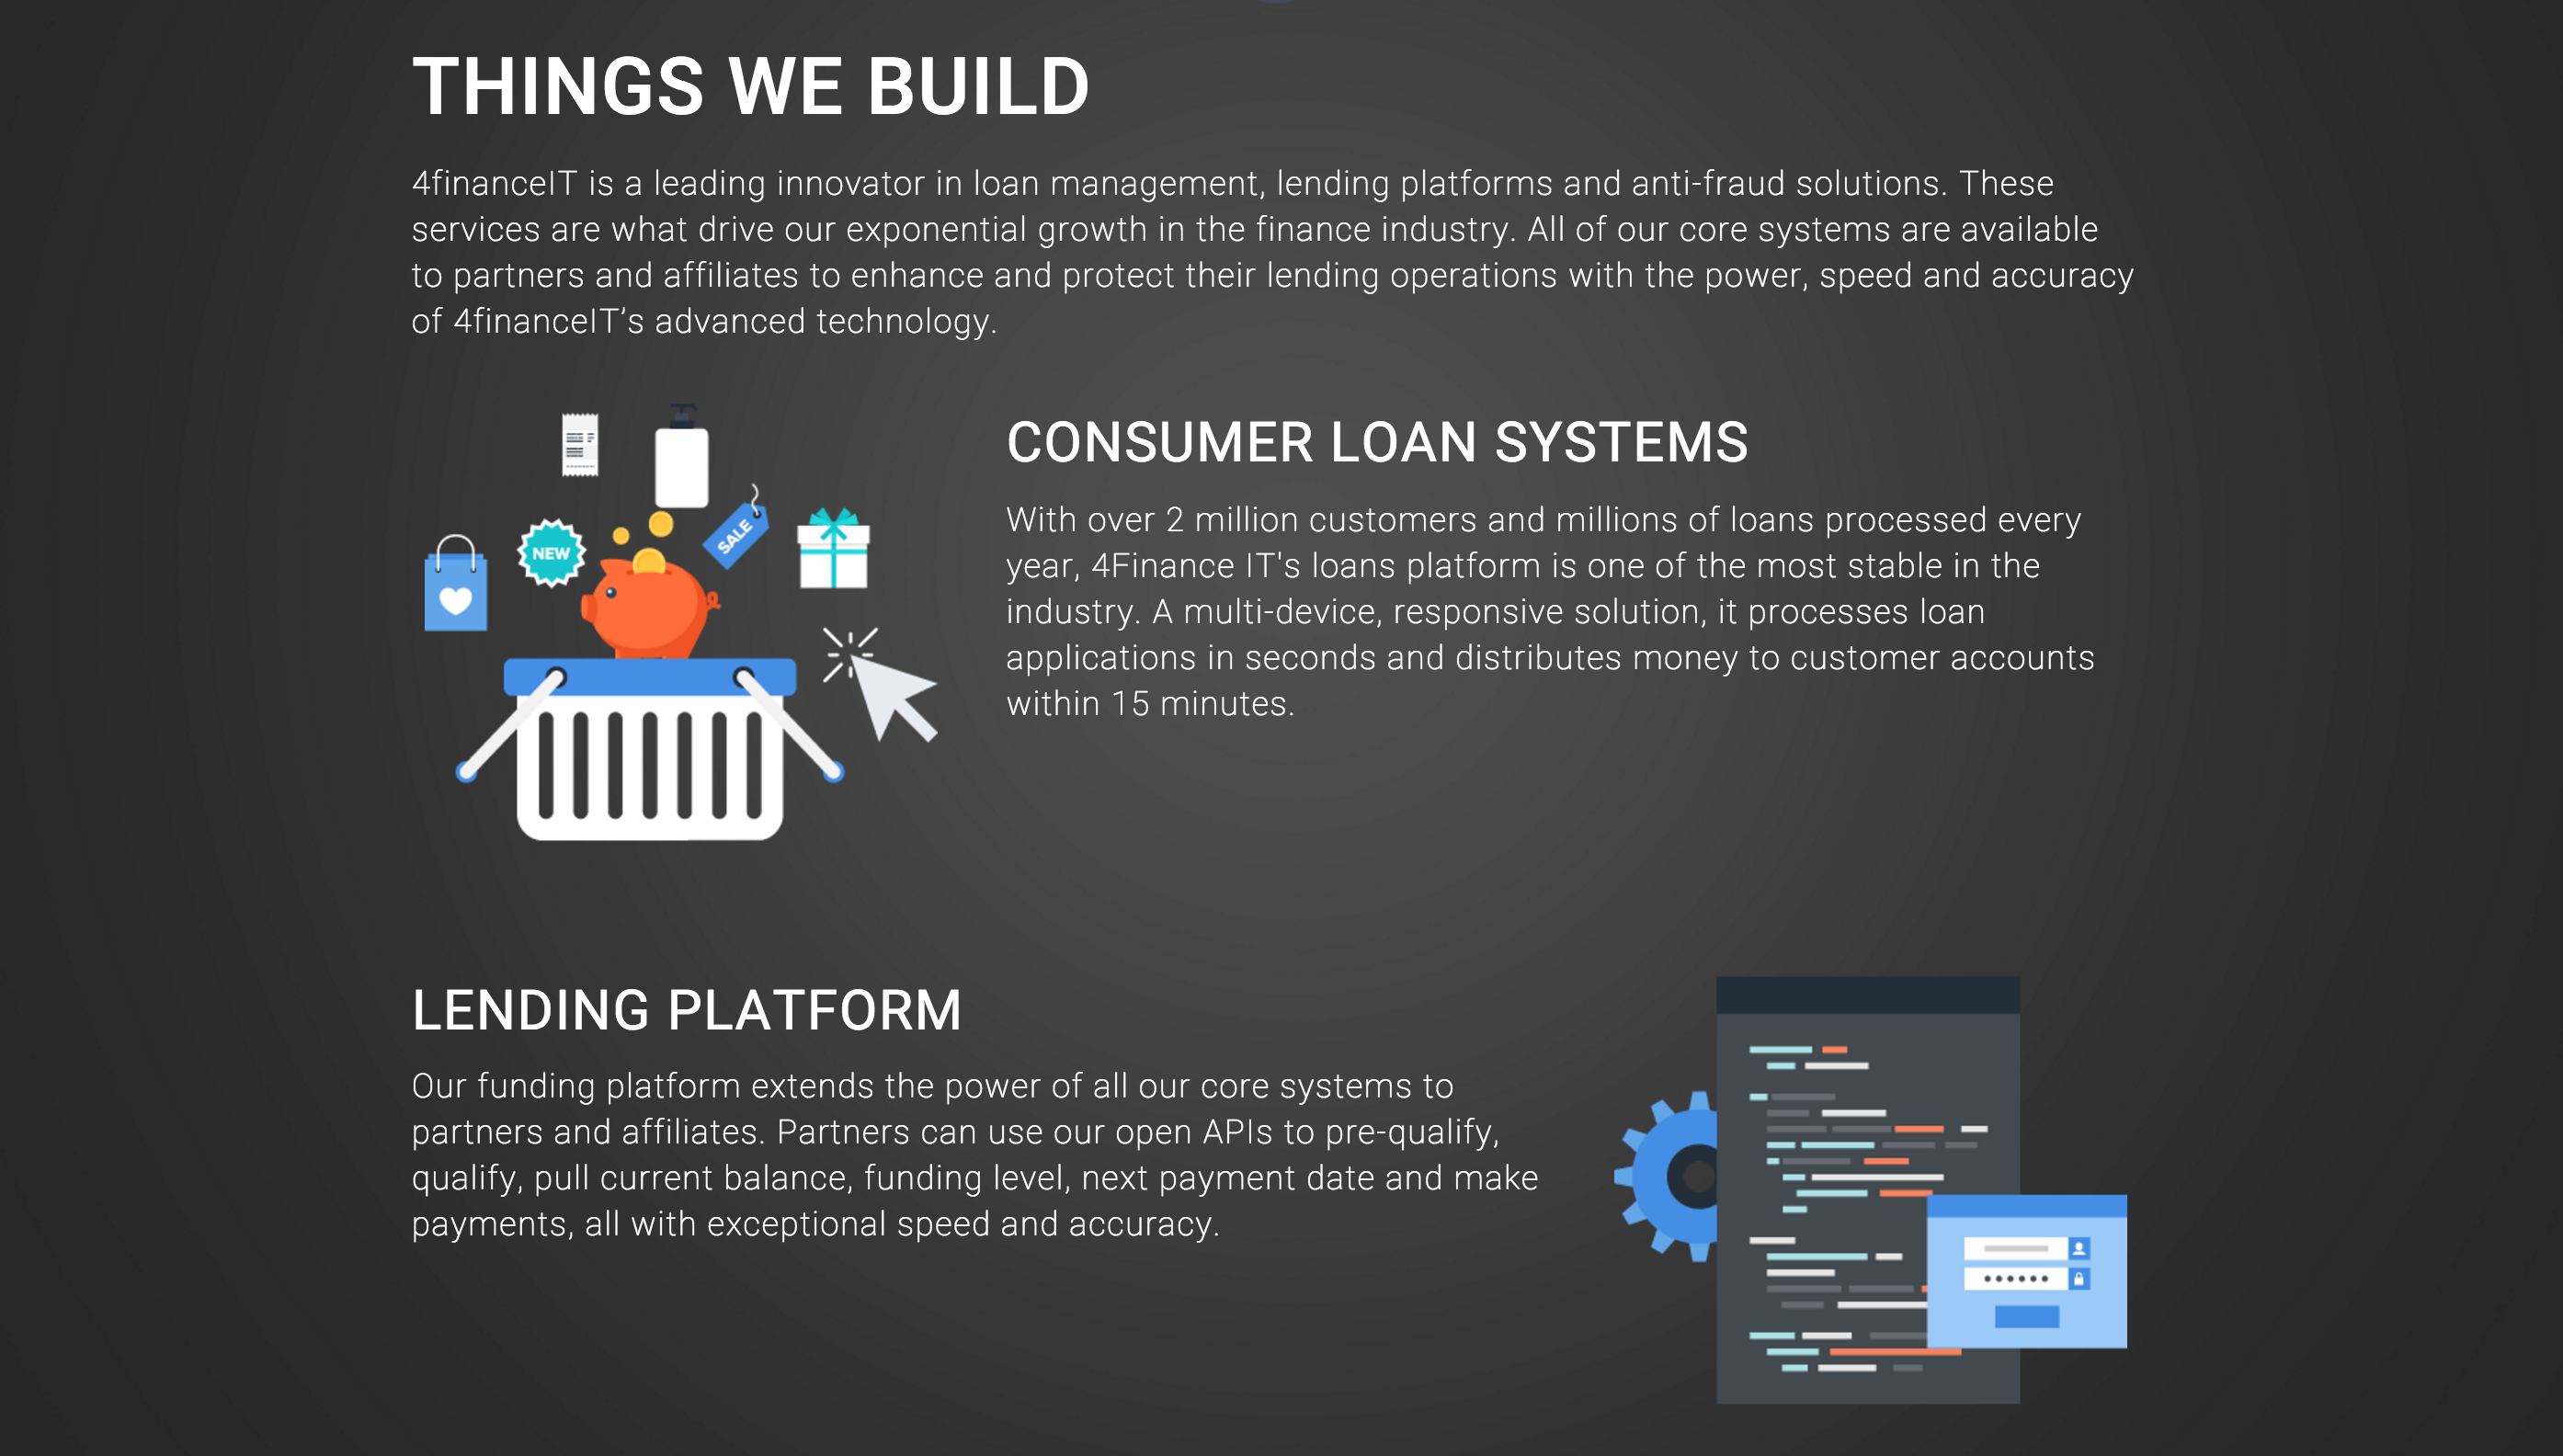 THINGS WE BUILD
4financeIT is a leading innovator in loan management, lending platforms and anti-fraud solutions. These
services are what drive our exponential growth in the finance industry. All of our core systems are available
to partners and affiliates to enhance and protect their lending operations with the power, speed and accuracy
of 4financeIT’s advanced technology.
NEW
SALE
CONSUMER LOAN SYSTEMS
With over 2 million customers and millions of loans processed every
year, 4Finance IT's loans platform is one of the most stable in the
industry. A multi-device, responsive solution, it processes loan
applications in seconds and distributes money to customer accounts
within 15 minutes.
LENDING PLATFORM
Our funding platform extends the power of all our core systems to
partners and affiliates. Partners can use our open APIs to pre-qualify,
qualify, pull current balance, funding level, next payment date and make
payments, all with exceptional speed and accuracy.